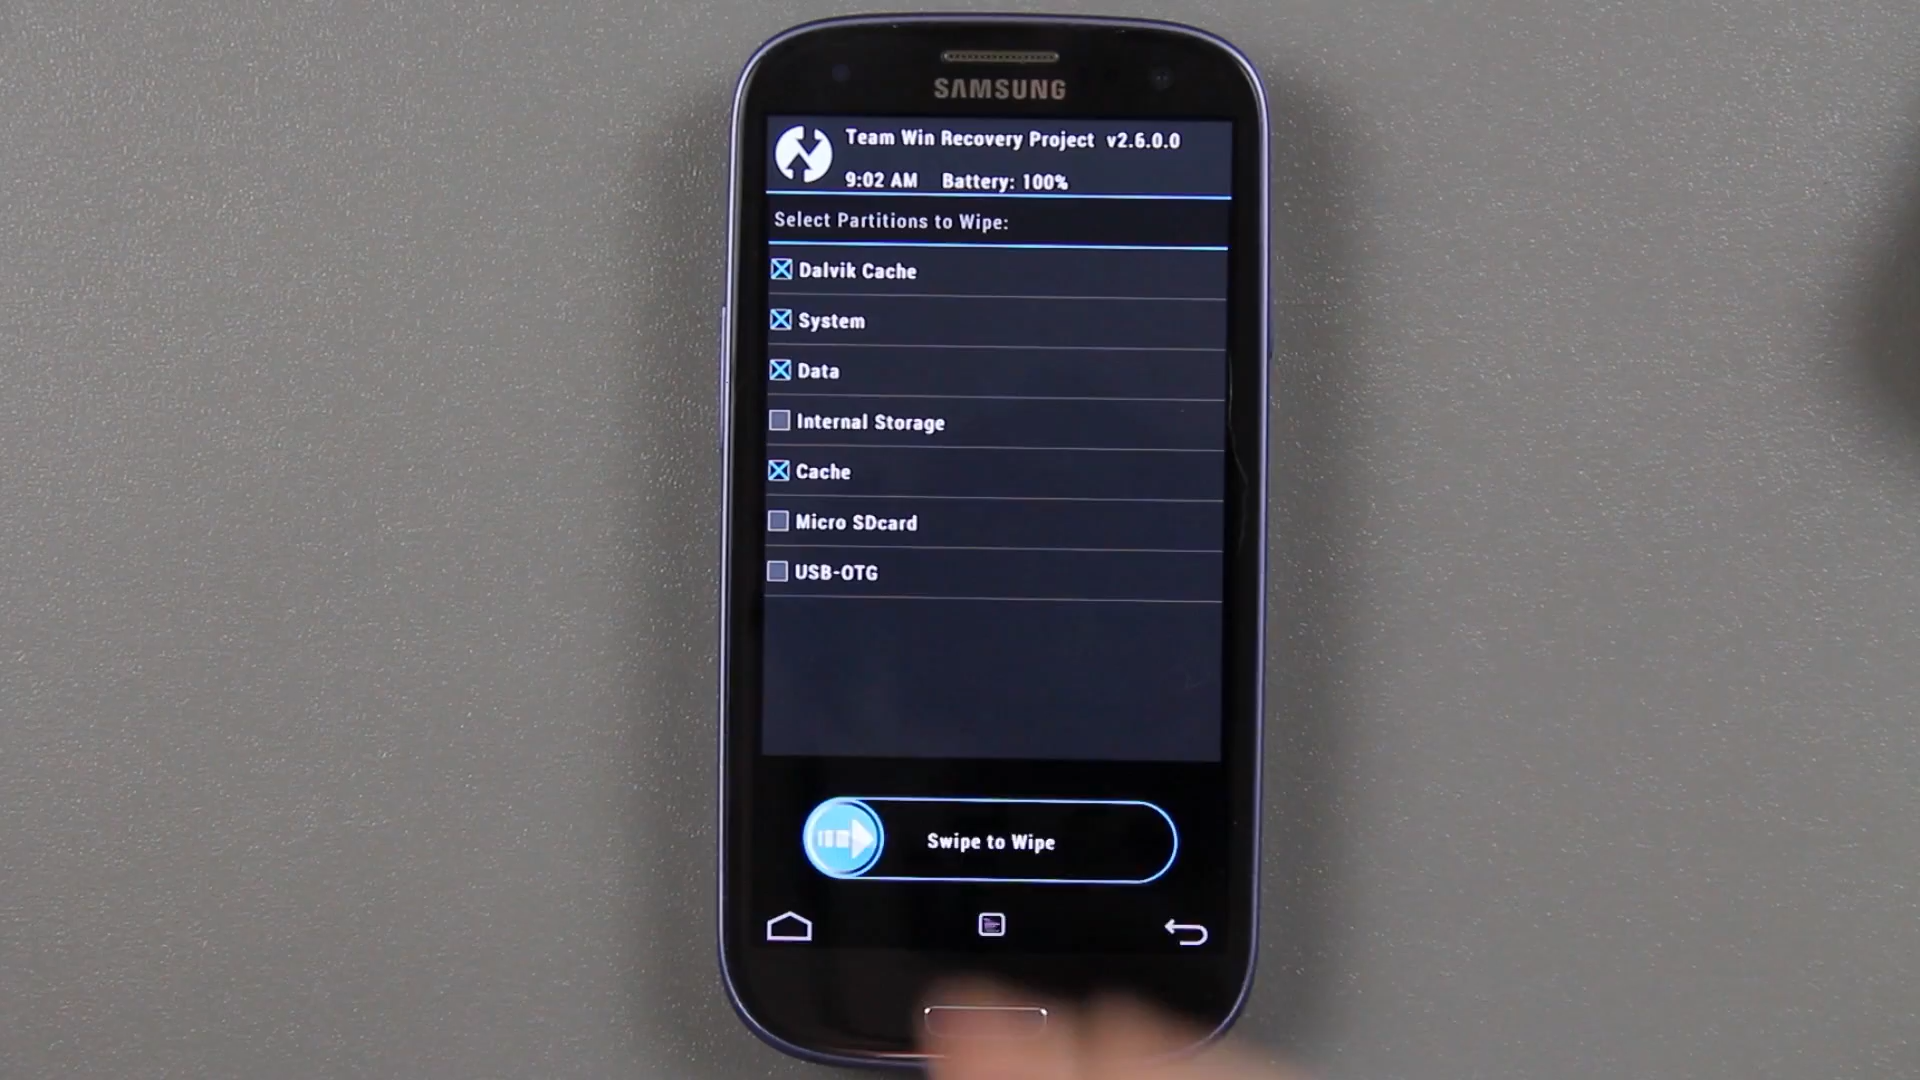 SAMSUNG
Team Win Recovery Project v2.6.0.0
9:02 AM Battery: 100%
Select Partitions to Wipe:
Dalvik Cache
System
Data
Internal Storage
Cache
Micro SDcard
USB-OTG
Swipe to Wipe